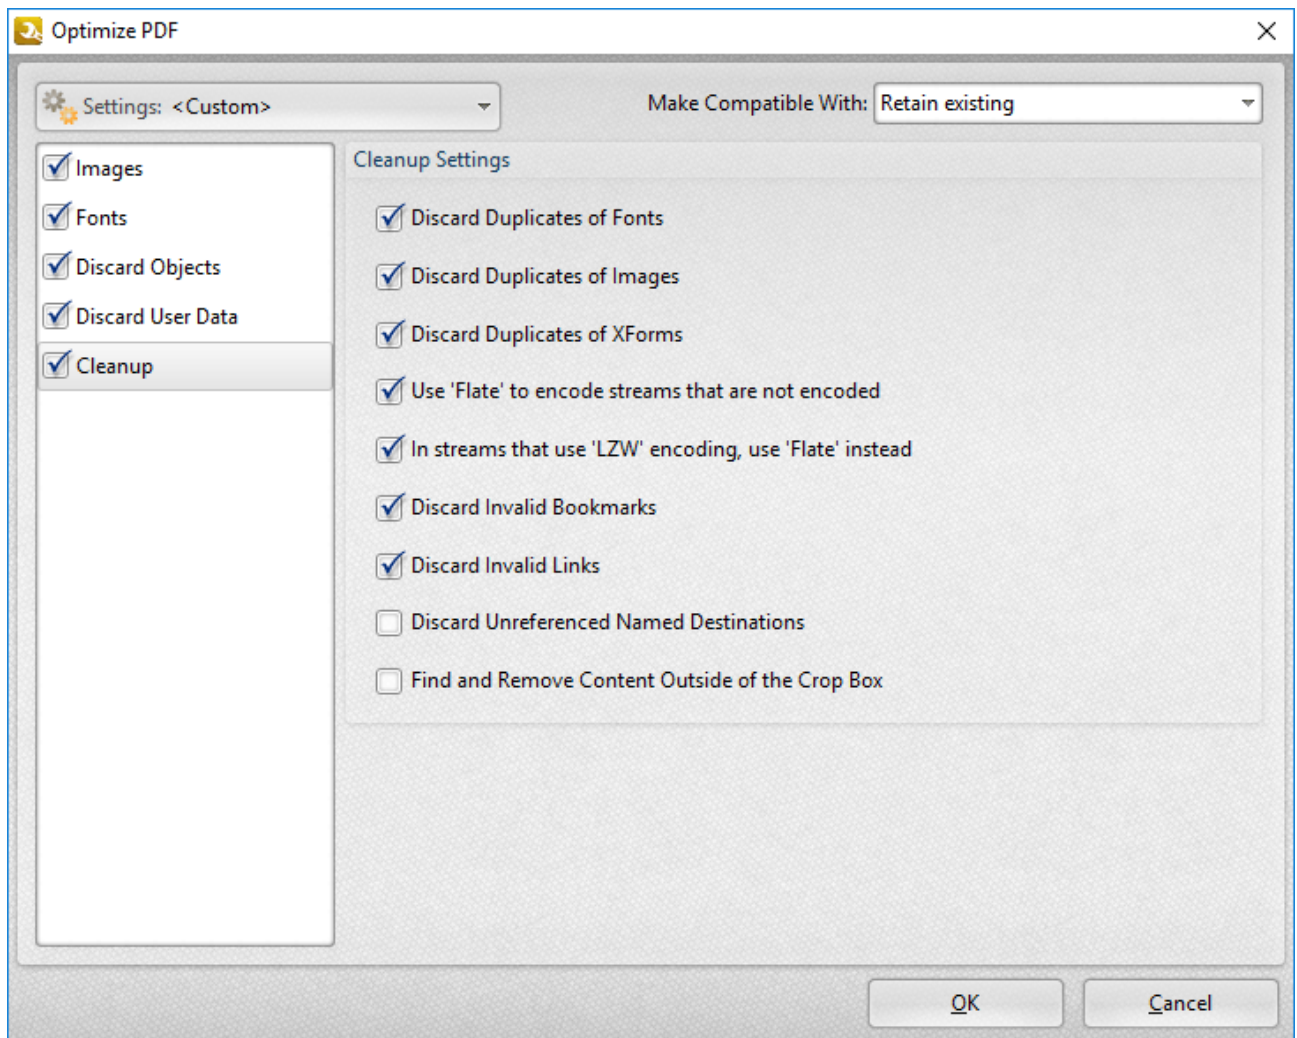 Optimize PDF
Settings: <Custom>
Make Compatible With: Retain existing
Images
Fonts
Discard Objects
Discard User Data
Cleanup
Cleanup Settings
Discard Duplicates of Fonts
Discard Duplicates of Images
Discard Duplicates of XForms
Use 'Flate' to encode streams that are not encoded
In streams that use 'LZW' encoding, use 'Flate' instead
Discard Invalid Bookmarks
Discard Invalid Links
Discard Unreferenced Named Destinations
Find and Remove Content Outside of the Crop Box
OK
Cancel